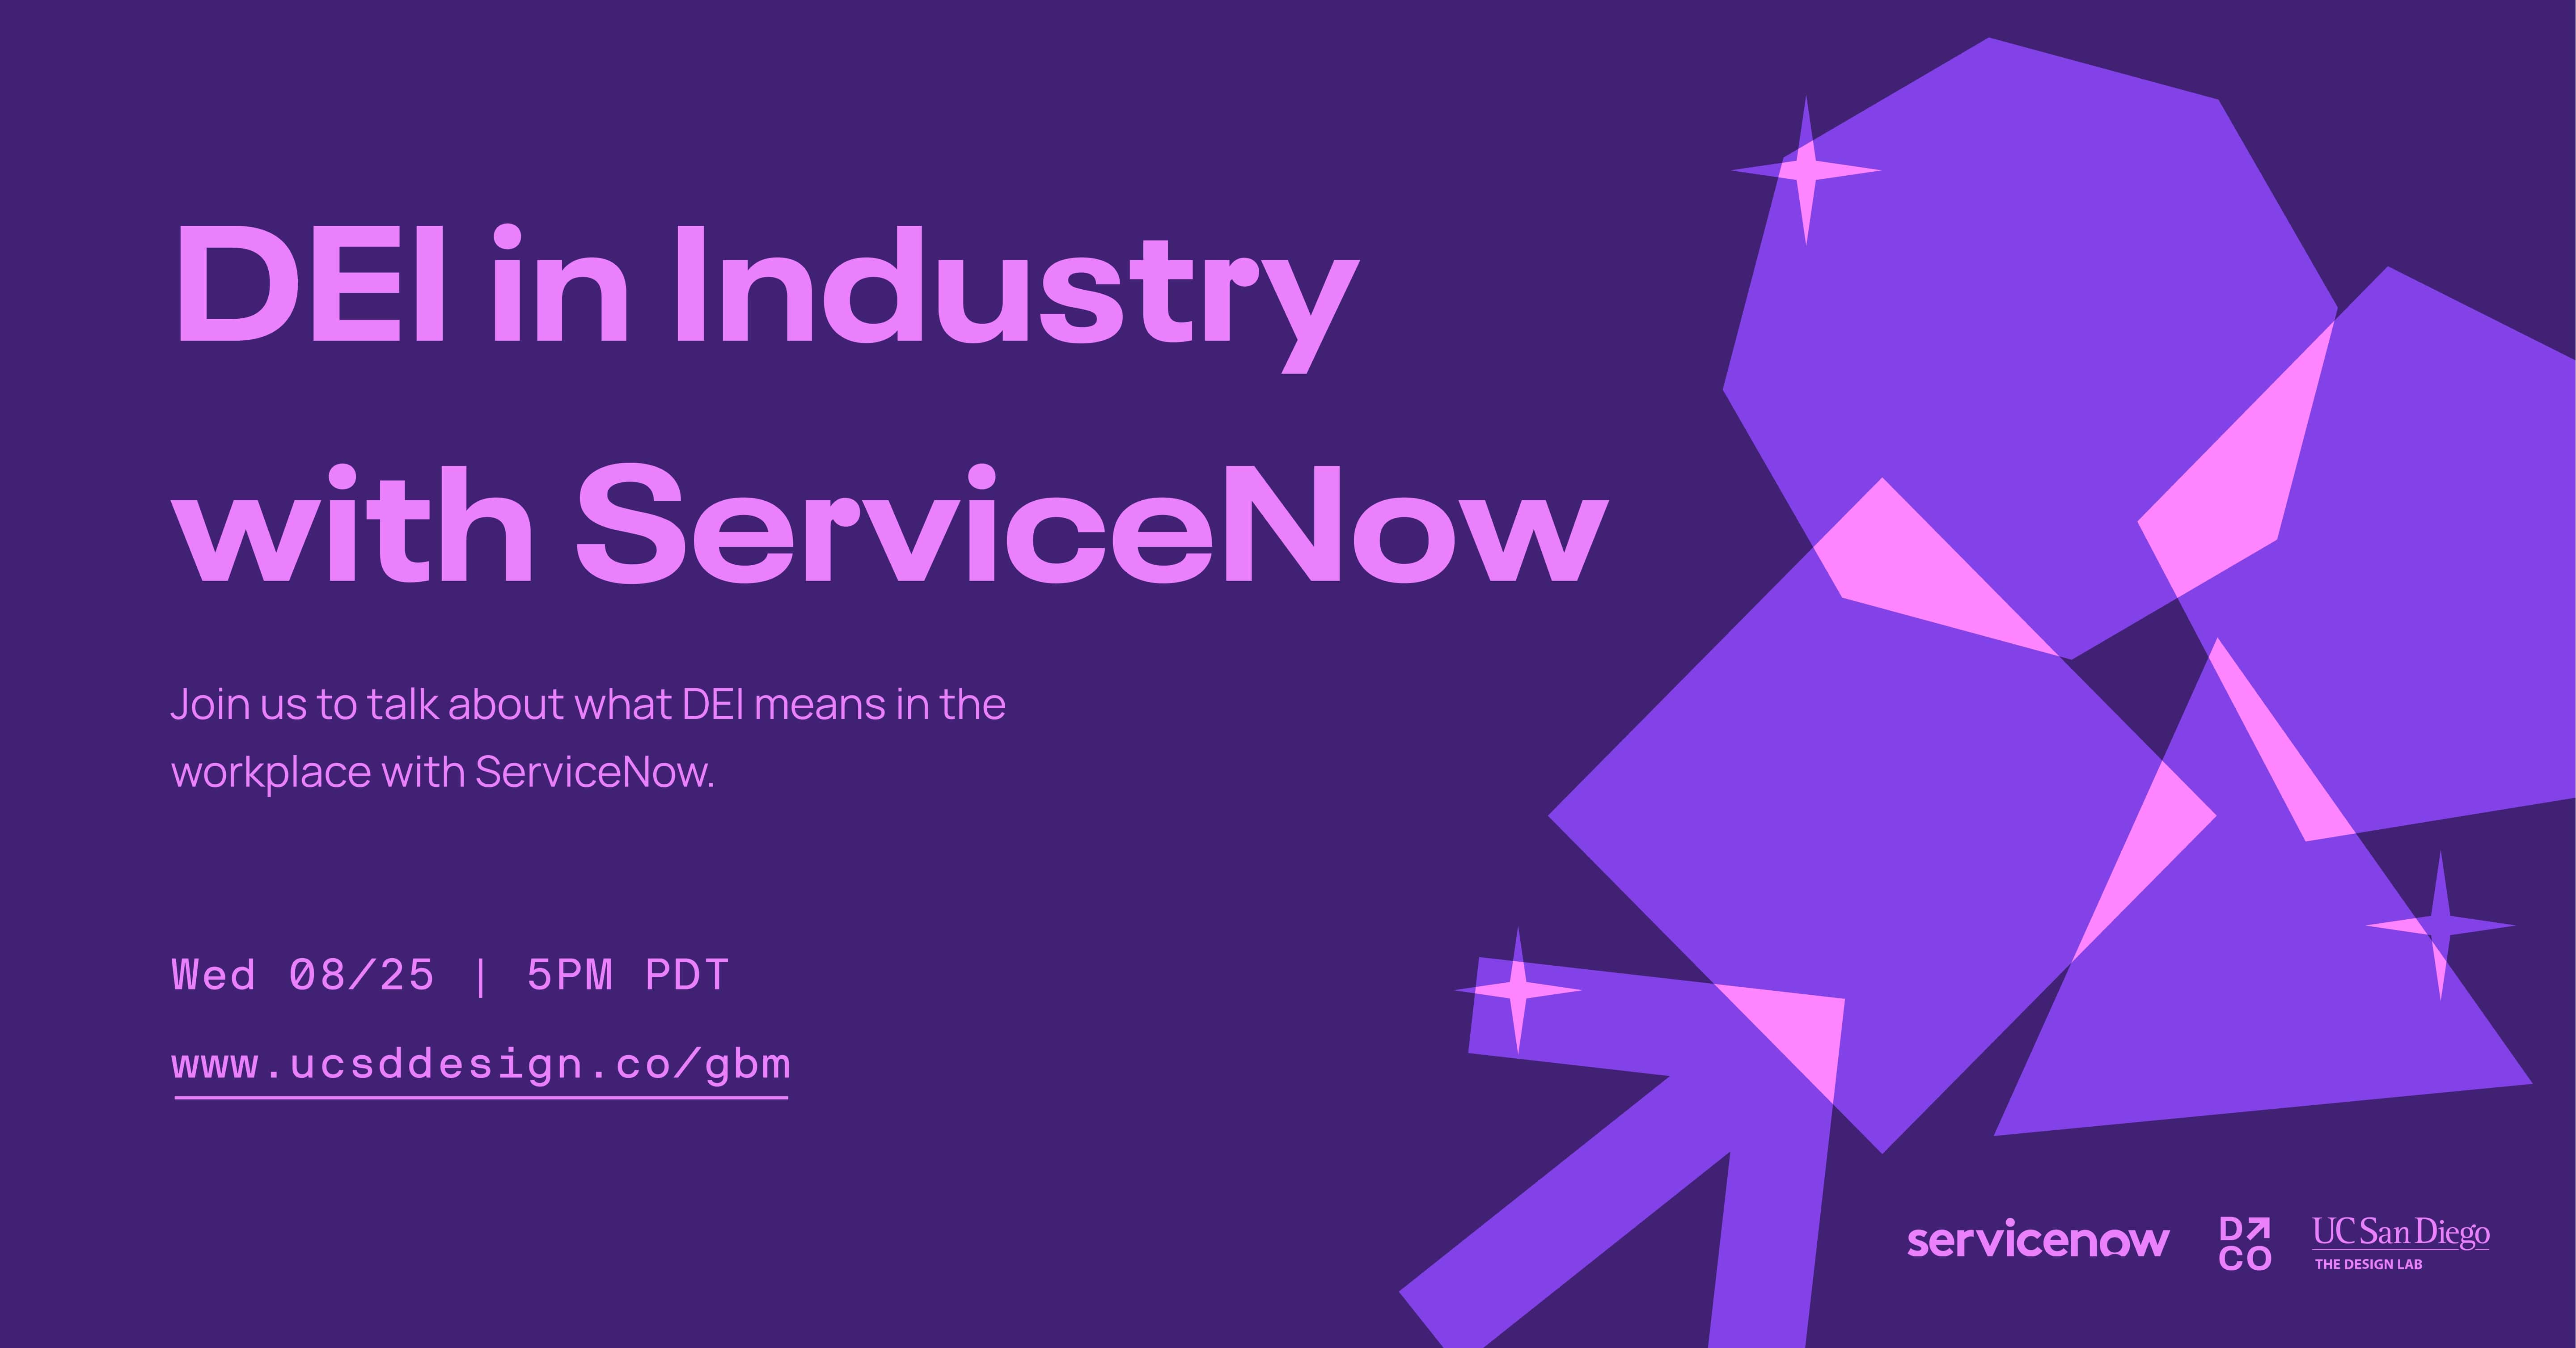 DEI in Industry
with ServiceNow
Join us to talk about what DEI means in the
workplace with ServiceNow.
Wed 08/25 | 5PM PDT
www.ucsddesign.co/gbm
servicenow
D
CO
UC San Diego
THE DESIGN LAB